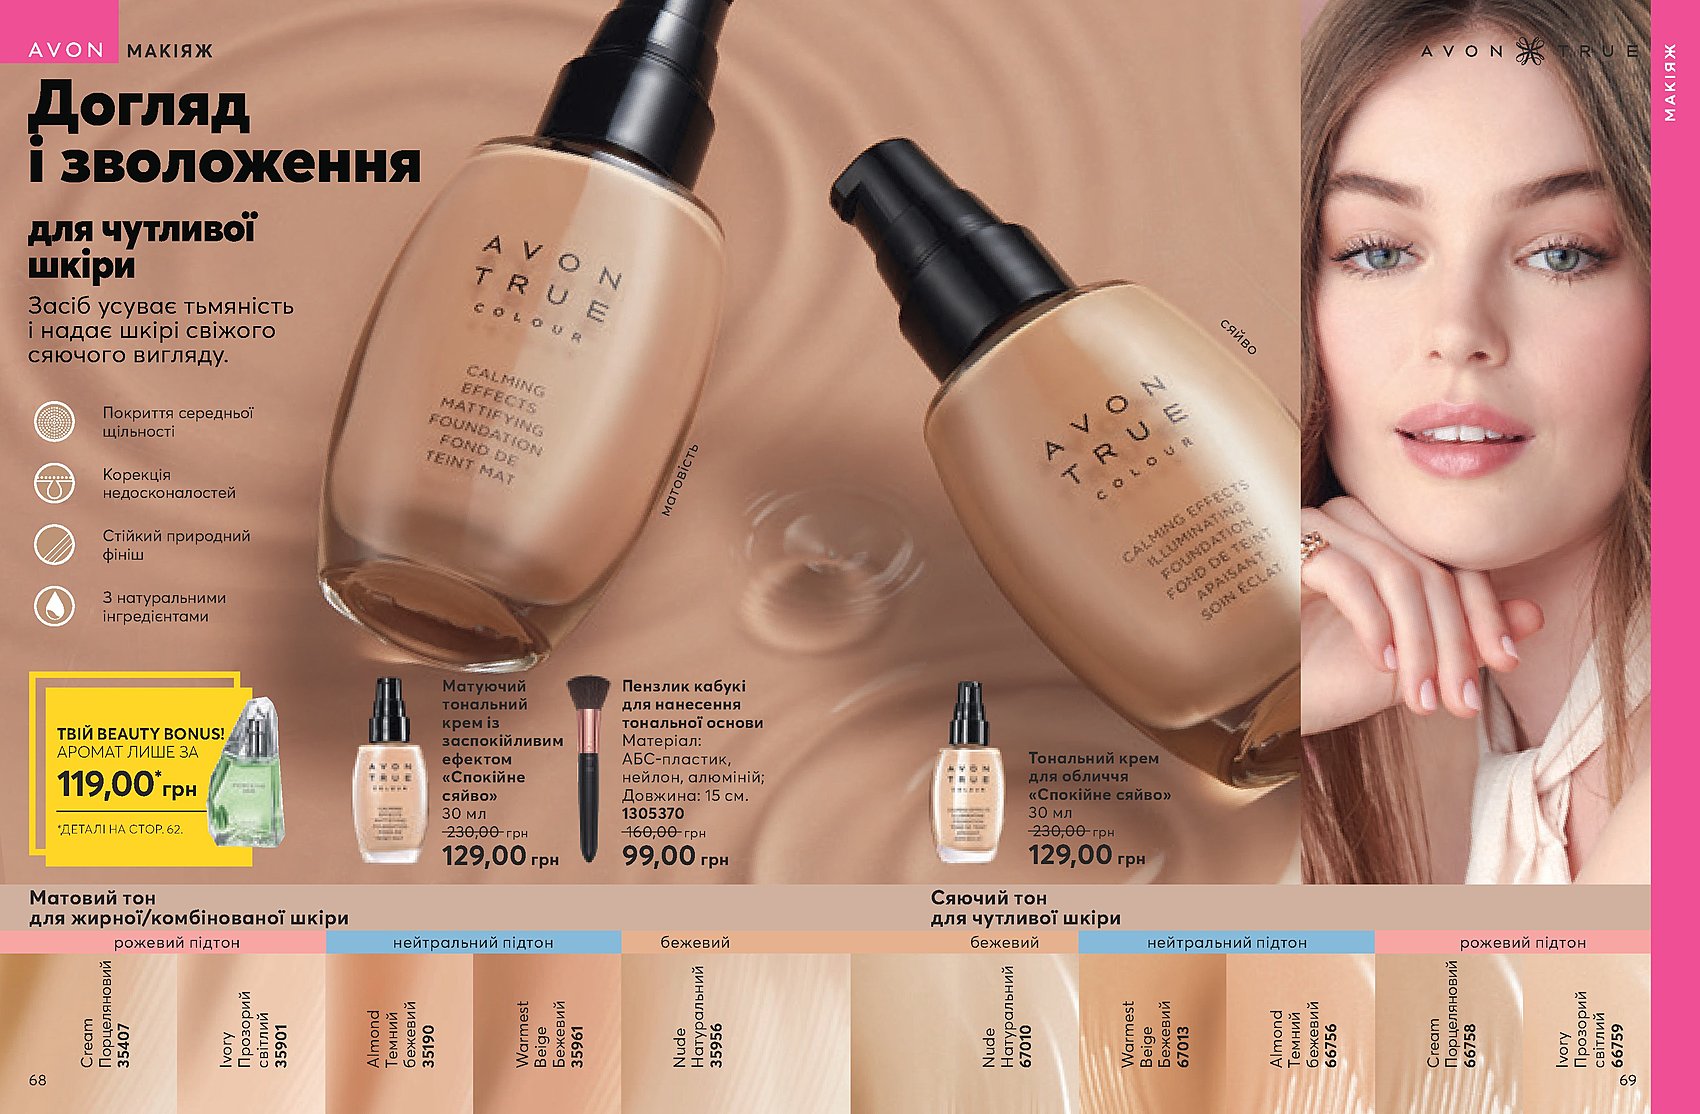 AVON МАКІЯЖ
Догляд
і зволоження
для чутливої
шкіри
Засіб усуває тьмяність
і надає шкірі свіжого
сяючого вигляду.
Покриття середньої
щільності
Корекція
недосконалостей
Стійкий природний
фініш
З натуральними
інгредієнтами
AVON
TRUE
COLOUR
CALMING
EFFECTS
MATTIFYING
FOUNDATION
FOND DE
TEINT MAT
матовість
AVON
TRUE
COLOUR
CALMING EFFECTS
ILLUMINATING
FOUNDATION
FOND DE TEINT
APAISANT
SOIN ECLAT
сяйво
AVON TRUE
МАКІЯЖ
ТВІЙ BEAUTY BONUS!
АРОМАТ ЛИШЕ ЗА
119,00* грн
*ДЕТАЛІ НА СТОР. 62.
AVON
TRUE
COLOUR
Матуючий
тональний
крем із
заспокійливим
ефектом
«Спокійне
сяйво»
30 мл
230,00 грн
129,00 грн
Пензлик кабукі
для нанесення
тональної основи
Матеріал:
АБС-пластик,
нейлон, алюміній;
Довжина: 15 см.
1305370
160,00 грн
99,00 грн
AVON
TRUE
COLOUR
Тональний крем
для обличчя
«Спокійне сяйво»
30 мл
230,00 грн
129,00 грн
Матовий тон
для жирної/комбінованої шкіри
рожевий підтон
нейтральний підтон
бежевий
Cream
Порцеляновий
35407
Ivory
Прозорий
світлий
35901
Almond
Темний
бежевий
35190
Warmest
Beige
Бежевий
35961
Nude
Натуральний
35956
Сяючий тон
для чутливої шкіри
бежевий
нейтральний підтон
рожевий підтон
Nude
Натуральний
67010
Warmest
Beige
Бежевий
67013
Almond
Темний
бежевий
66756
Cream
Порцеляновий
66758
Ivory
Прозорий
світлий
66759
68
69